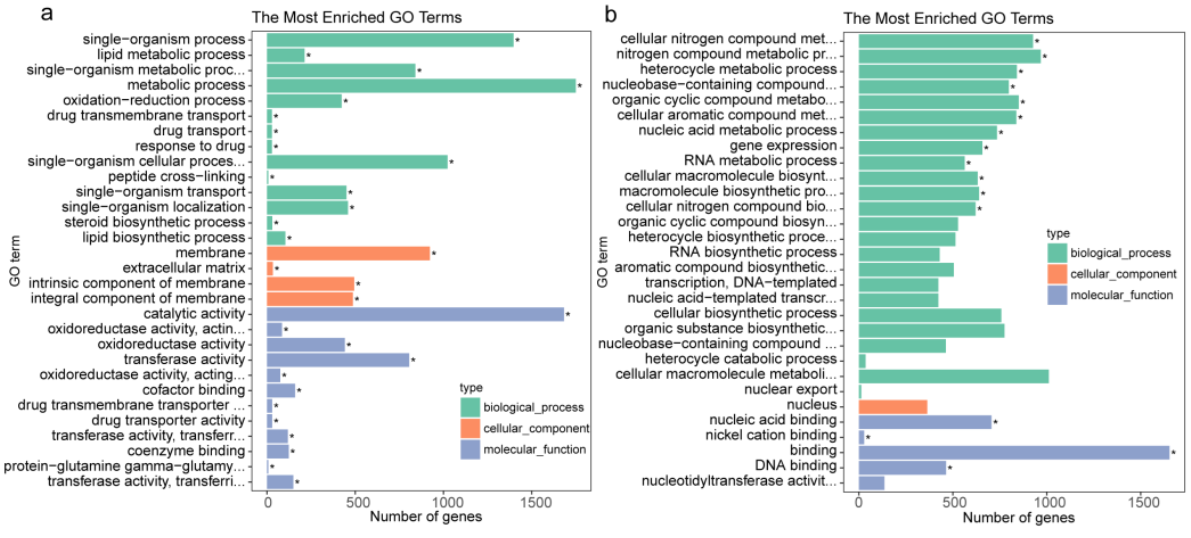 a
The Most Enriched GO Terms
single-organism process
lipid metabolic process
single-organism metabolic proc...
metabolic process
oxidation-reduction process
drug transmembrane transport
drug transport
response to drug
single-organism cellular proces...
peptide cross-linking
single-organism transport
single-organism localization
steroid biosynthetic process
lipid biosynthetic process
membrane
extracellular matrix
intrinsic component of membrane
integral component of membrane
catalytic activity
oxidoreductase activity, actin...
oxidoreductase activity
transferase activity
oxidoreductase activity, acting...
cofactor binding
drug transmembrane transporter ...
drug transporter activity
transferase activity, transferr...
coenzyme binding
protein-glutamine gamma-glutamy...
transferase activity, transferri...
GO term
type
biological_process
cellular_component
molecular_function
0 500 1000 1500
Number of genes
b
The Most Enriched GO Terms
cellular nitrogen compound met...
nitrogen compound metabolic pr...
heterocycle metabolic process
nucleobase-containing compound...
organic cyclic compound metabo...
cellular aromatic compound met...
nucleic acid metabolic process
gene expression
RNA metabolic process
cellular macromolecule biosynt...
macromolecule biosynthetic pro...
cellular nitrogen compound bio...
organic cyclic compound biosyn...
heterocycle biosynthetic proce...
RNA biosynthetic process
aromatic compound biosynthetic...
transcription, DNA-templated
nucleic acid-templated transcr...
cellular biosynthetic process
organic substance biosynthetic...
nucleobase-containing compound ...
heterocycle catabolic process
cellular macromolecule metaboli...
nuclear export
nucleus
nucleic acid binding
nickel cation binding
binding
DNA binding
nucleotidyltransferase activit...
GO term
type
biological_process
cellular_component
molecular_function
0 500 1000 1500
Number of genes